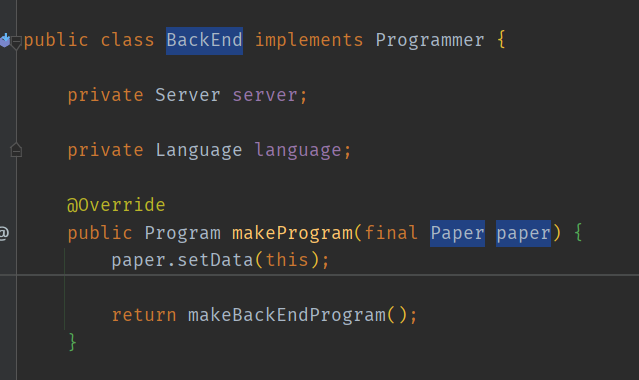 public class BackEnd implements Programmer {
private Server server;
private Language language;
@Override
public Program makeProgram(final Paper paper) {
paper.setData(this);
return makeBackEndProgram();
}